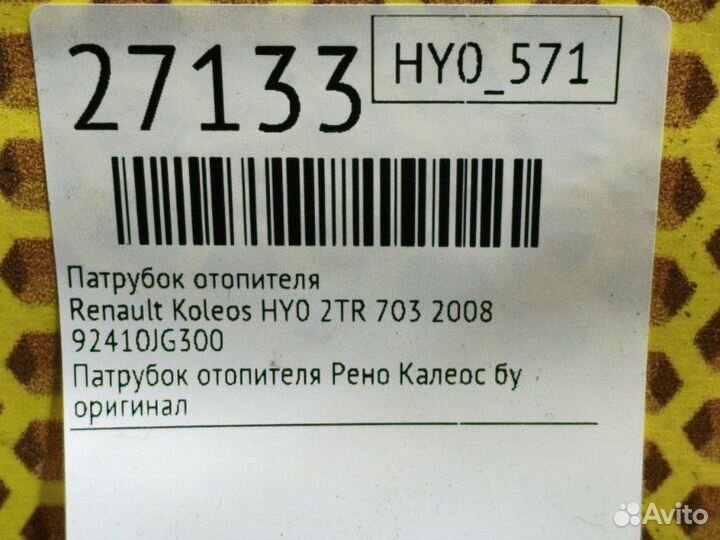 27133
HY0_571
Патрубок отопителя
Renault Koleos HY0 2TR 703 2008
92410JG300
Патрубок отопителя Рено Калеос бу
оригинал
Avito